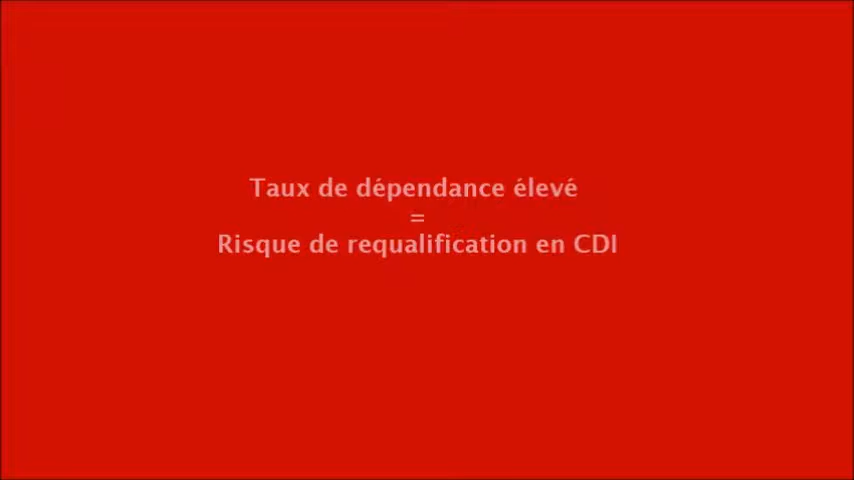 Taux de dépendance élevé
=
Risque de requalification en CDI